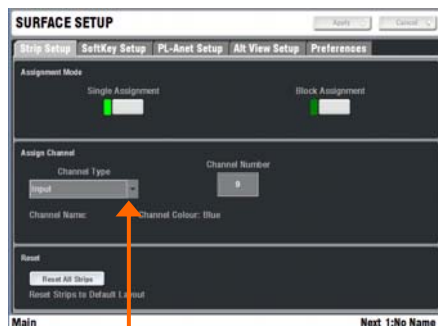 SURFACE SETUP Apply Cancel
Strip Setup SoftKey Setup PL-Anet Setup Alt View Setup Preferences
Assignment Mode
Single Assignment Block Assignment
Assign Channel
Channel Type Channel Number
Input 9
Channel Name: Channel Colour: Blue
Reset
Reset All Strips
Reset Strips to Default Layout
Main Next 1:No Name